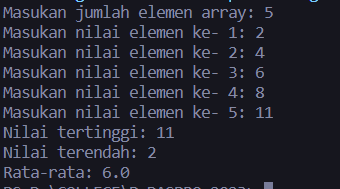 Masukan jumlah elemen array: 5
Masukan nilai elemen ke- 1: 2
Masukan nilai elemen ke- 2: 4
Masukan nilai elemen ke- 3: 6
Masukan nilai elemen ke- 4: 8
Masukan nilai elemen ke- 5: 11
Nilai tertinggi: 11
Nilai terendah: 2
Rata-rata: 6.0